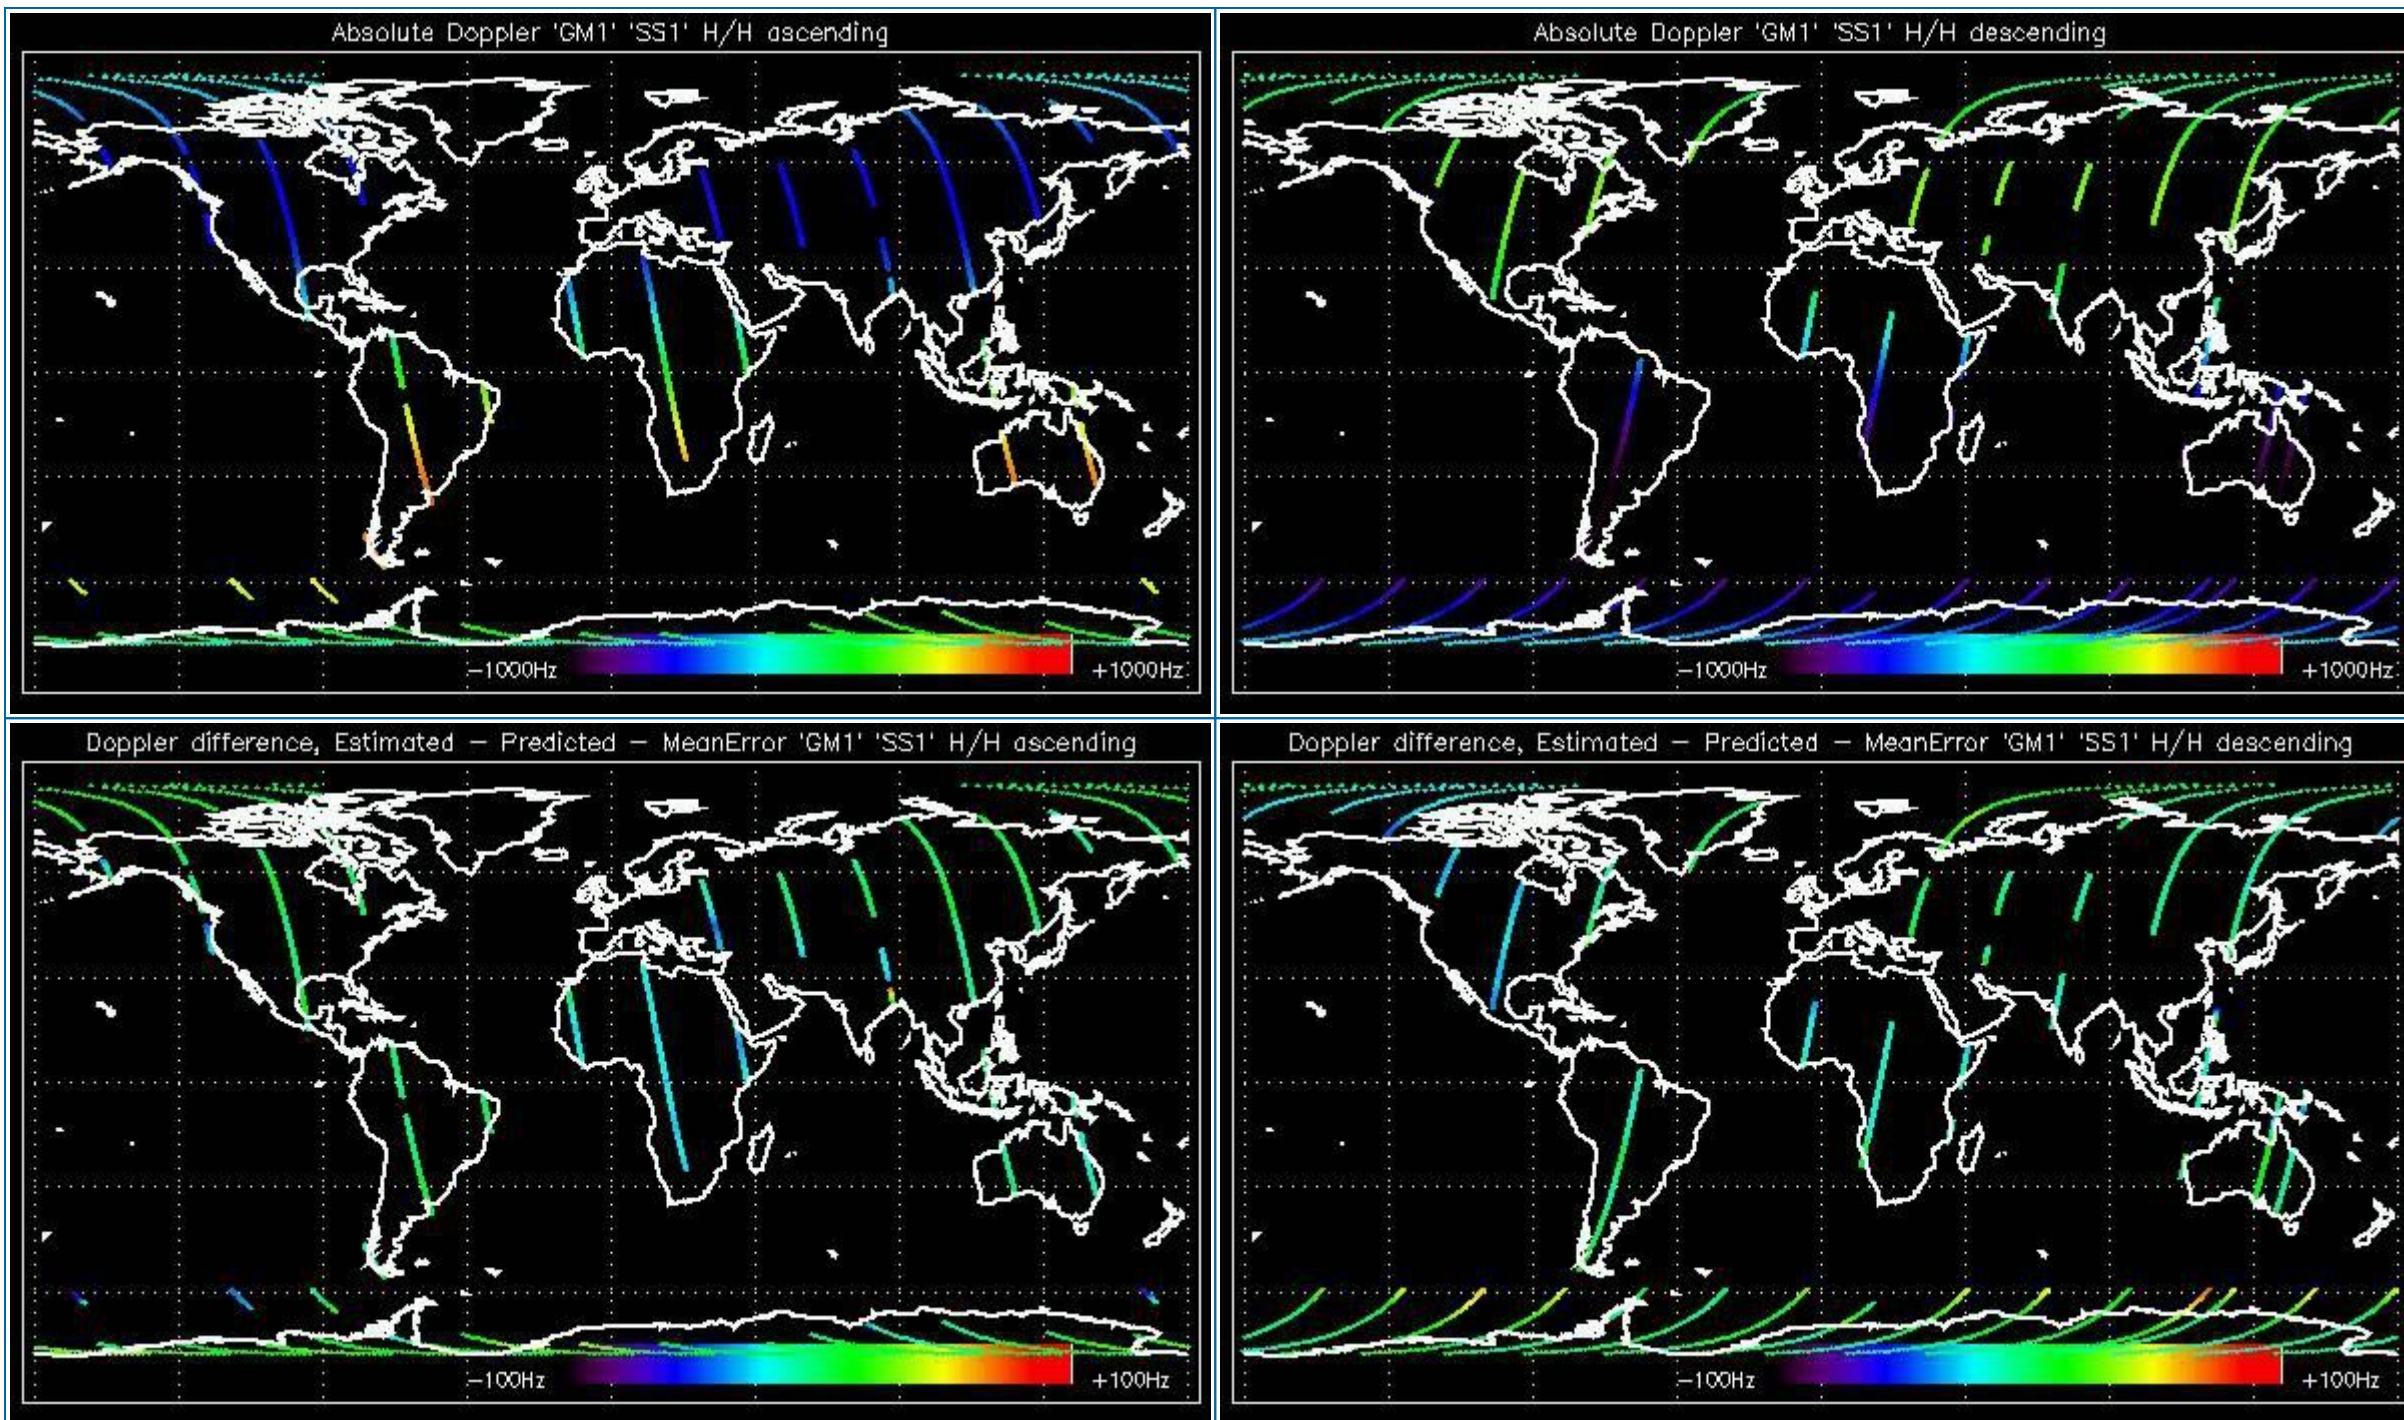 Absolute Doppler 'GM1' 'SS1' H/H ascending
−1000Hz +1000Hz
Absolute Doppler 'GM1' 'SS1' H/H descending
−1000Hz +1000Hz
Doppler difference, Estimated − Predicted − MeanError 'GM1' 'SS1' H/H ascending
−100Hz +100Hz
Doppler difference, Estimated − Predicted − MeanError 'GM1' 'SS1' H/H descending
−100Hz +100Hz